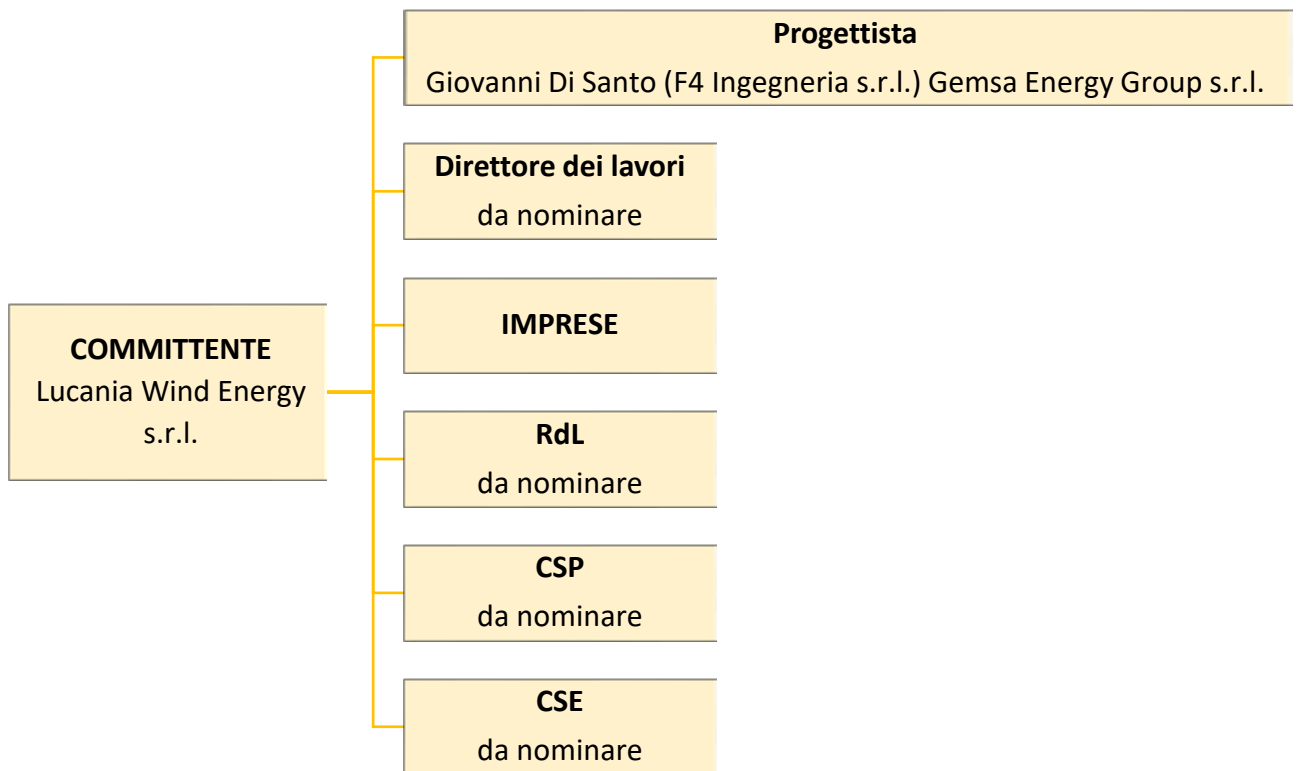 Progettista
Giovanni Di Santo (F4 Ingegneria s.r.l.) Gemsa Energy Group s.r.l.
Direttore dei lavori
da nominare
IMPRESE
COMMITTENTE
Lucania Wind Energy
s.r.l.
RdL
da nominare
CSP
da nominare
CSE
da nominare